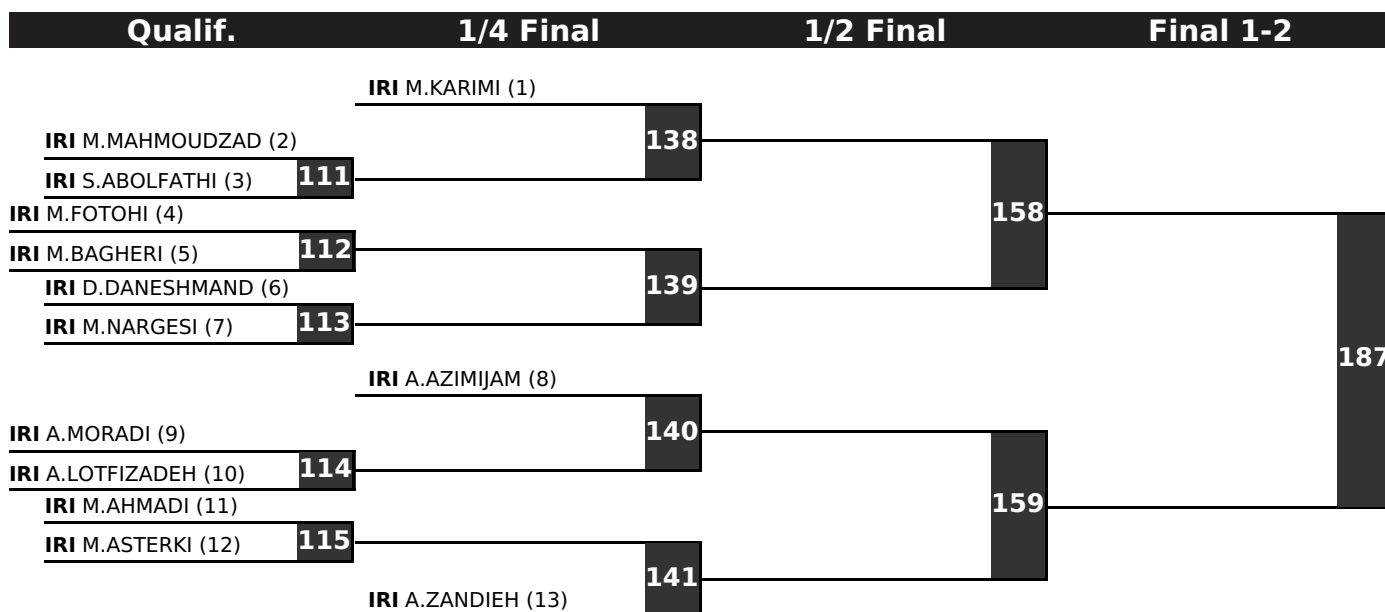 Qualif. 1/4 Final 1/2 Final Final 1-2
IRI M.KARIMI (1)
138
IRI M.MAHMOUDZAD (2)
111
IRI S.ABOLFATHI (3)
158
IRI M.FOTOHI (4)
112
IRI M.BAGHERI (5)
139
IRI D.DANESHMAND (6)
113
IRI M.NARGESI (7)
187
IRI A.AZIMIJAM (8)
140
IRI A.MORADI (9)
114
IRI A.LOTFIZADEH (10)
159
IRI M.AHMADI (11)
115
IRI M.ASTERKI (12)
141
IRI A.ZANDIEH (13)